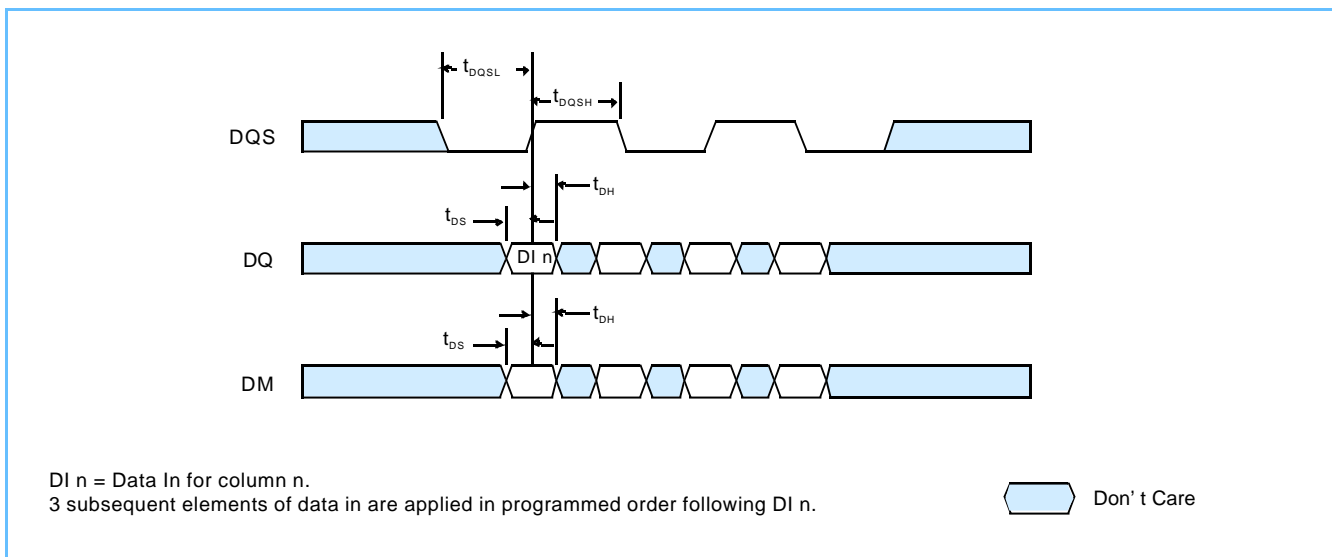 tDQSL
tDQSH
DQS
tDH
tDS
DQ
DI n
tDH
tDS
DM
DI n = Data In for column n.
3 subsequent elements of data in are applied in programmed order following DI n.
Don' t Care